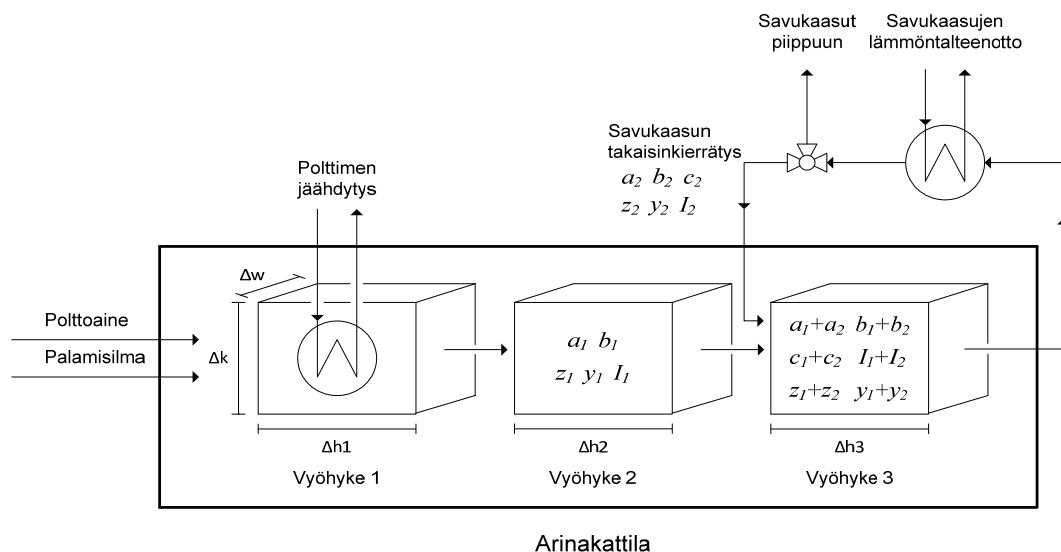 Savukaasut
piippuun
Savukaasujen
lämmöntalteenotto
Savukaasun
takaisinkierrätys
a₂ b₂ c₂
z₂ y₂ I₂
Polttimen
jäähdytys
Δw
Polttoaine
Palamisilma
Δk
a₁ b₁
z₁ y₁ I₁
a₁+a₂ b₁+b₂
c₁+c₂ I₁+I₂
z₁+z₂ y₁+y₂
Δh1
Δh2
Δh3
Vyöhyke 1
Vyöhyke 2
Vyöhyke 3
Arinakattila